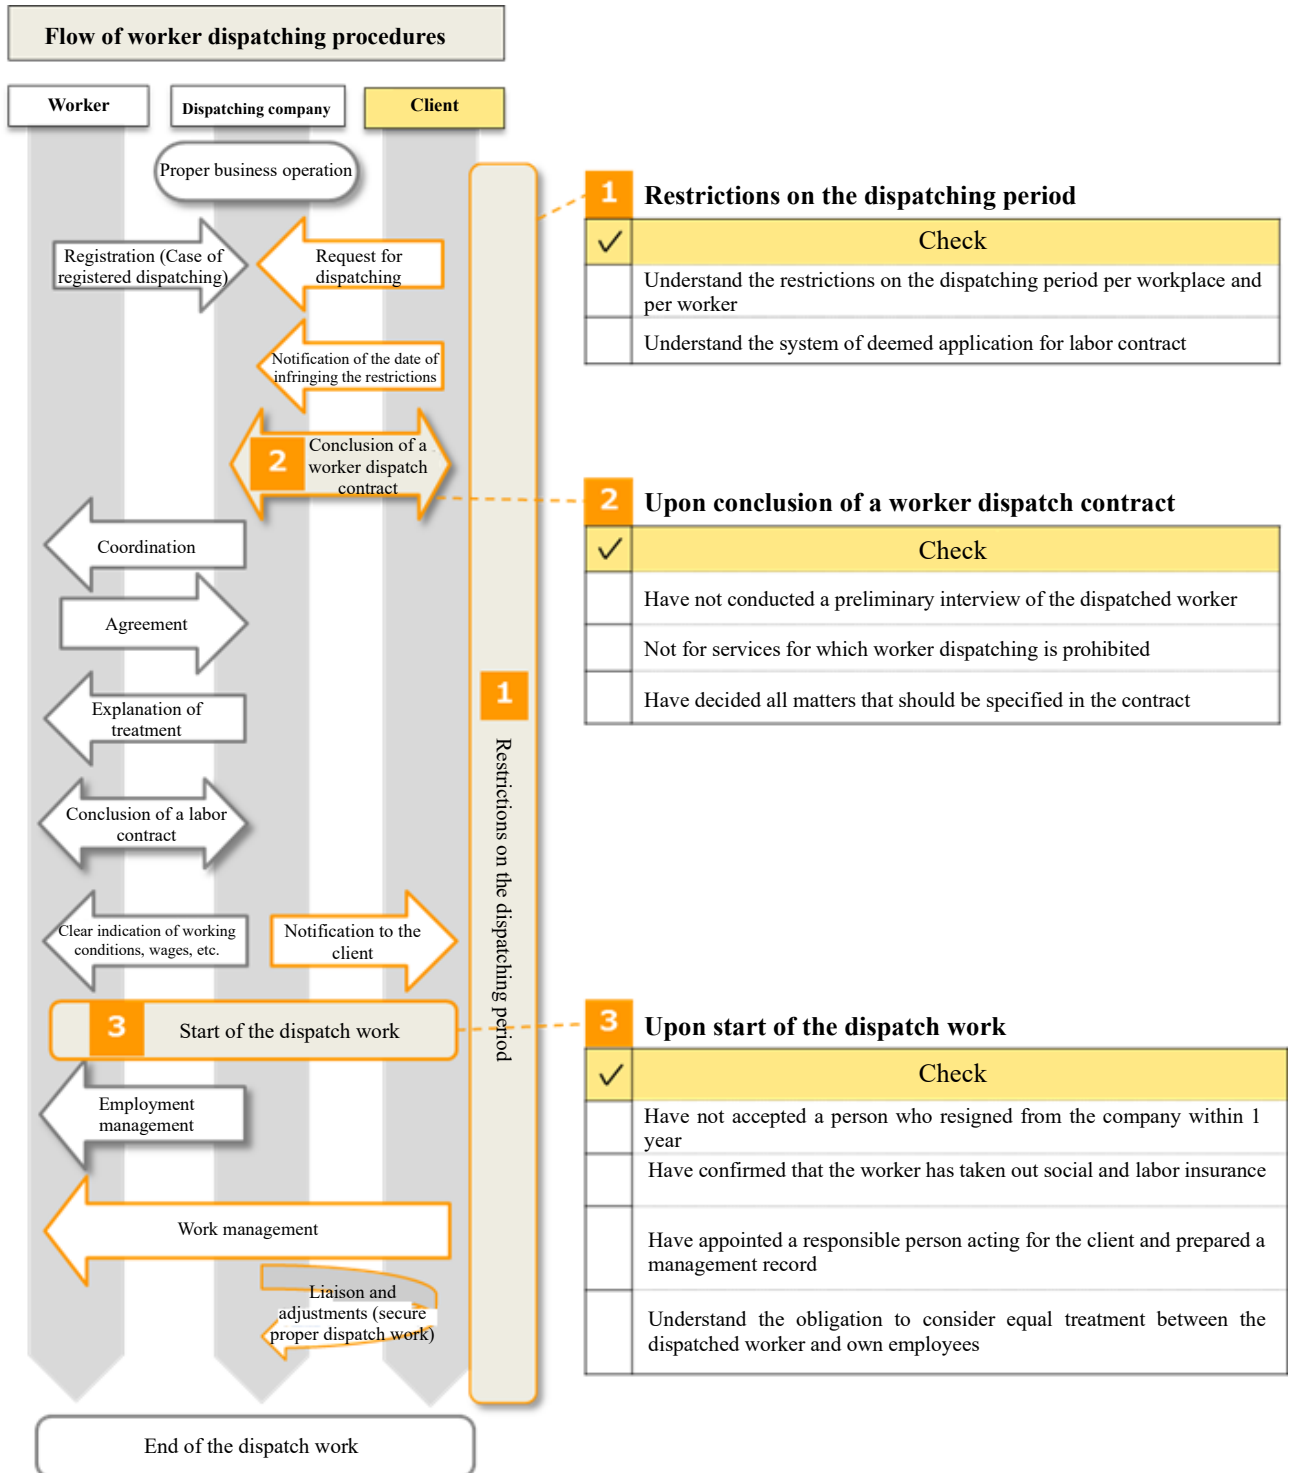 Flow of worker dispatching procedures
Worker
Dispatching company
Client
Proper business operation
Registration (Case of
registered dispatching)
Request for
dispatching
Notification of the date of
infringing the restrictions
2
Conclusion of a
worker dispatch
contract
Coordination
Agreement
Explanation of
treatment
Conclusion of a labor
contract
Clear indication of working
conditions, wages, etc.
Notification to the
client
3
Start of the dispatch work
Employment
management
Work management
Liaison and
adjustments (secure
proper dispatch work)
End of the dispatch work
1
Restrictions on the dispatching period
1
Restrictions on the dispatching period
✓
Check
Understand the restrictions on the dispatching period per workplace and
per worker
Understand the system of deemed application for labor contract
2
Upon conclusion of a worker dispatch contract
✓
Check
Have not conducted a preliminary interview of the dispatched worker
Not for services for which worker dispatching is prohibited
Have decided all matters that should be specified in the contract
3
Upon start of the dispatch work
✓
Check
Have not accepted a person who resigned from the company within 1
year
Have confirmed that the worker has taken out social and labor insurance
Have appointed a responsible person acting for the client and prepared a
management record
Understand the obligation to consider equal treatment between the
dispatched worker and own employees